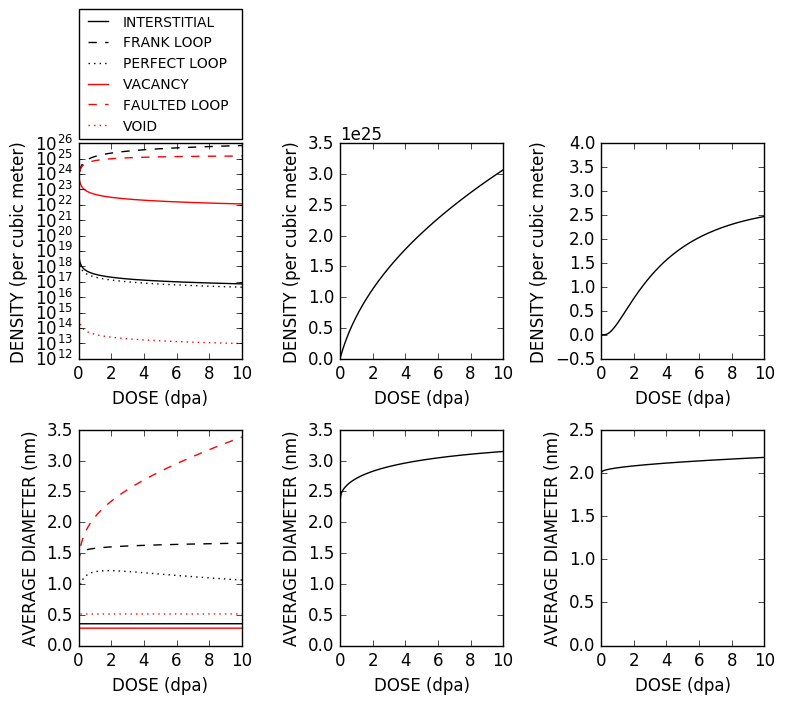 INTERSTITIAL
FRANK LOOP
PERFECT LOOP
VACANCY
FAULTED LOOP
VOID
10^26
10^25
10^24
10^23
10^22
10^21
10^20
10^19
10^18
10^17
10^16
10^15
10^14
10^13
10^12
DENSITY (per cubic meter)
0 2 4 6 8 10
DOSE (dpa)
1e25
3.5
3.0
2.5
2.0
1.5
1.0
0.5
0.0
DENSITY (per cubic meter)
0 2 4 6 8 10
DOSE (dpa)
4.0
3.5
3.0
2.5
2.0
1.5
1.0
0.5
0.0
−0.5
DENSITY (per cubic meter)
0 2 4 6 8 10
DOSE (dpa)
3.5
3.0
2.5
2.0
1.5
1.0
0.5
0.0
AVERAGE DIAMETER (nm)
0 2 4 6 8 10
DOSE (dpa)
3.5
3.0
2.5
2.0
1.5
1.0
0.5
0.0
AVERAGE DIAMETER (nm)
0 2 4 6 8 10
DOSE (dpa)
2.5
2.0
1.5
1.0
0.5
0.0
AVERAGE DIAMETER (nm)
0 2 4 6 8 10
DOSE (dpa)